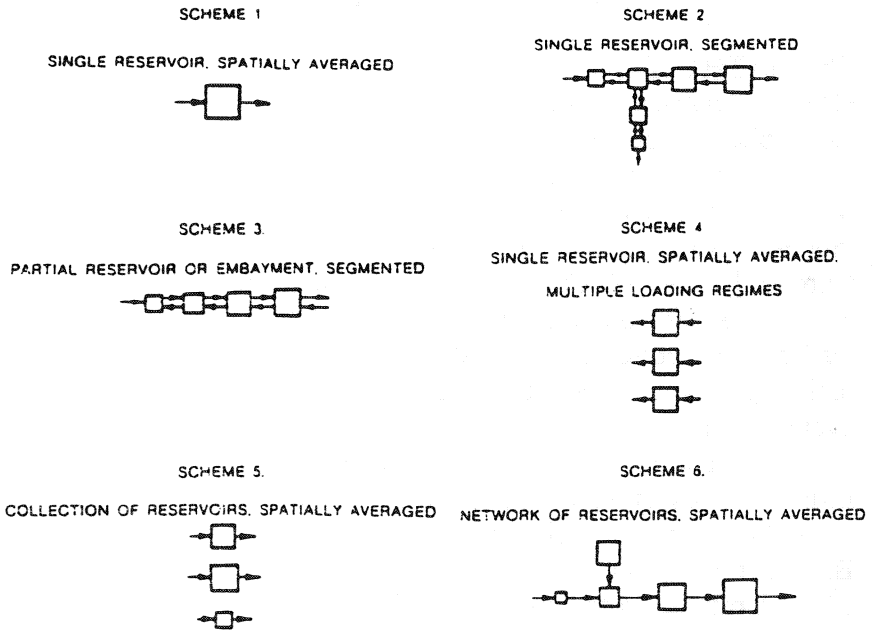 SCHEME 1
SINGLE RESERVOIR, SPATIALLY AVERAGED
SCHEME 2
SINGLE RESERVOIR, SEGMENTED
SCHEME 3.
PARTIAL RESERVOIR OR EMBAYMENT, SEGMENTED
SCHEME 4
SINGLE RESERVOIR. SPATIALLY AVERAGED.
MULTIPLE LOADING REGIMES
SCHEME 5.
COLLECTION OF RESERVOIRS, SPATIALLY AVERAGED
SCHEME 6.
NETWORK OF RESERVOIRS, SPATIALLY AVERAGED